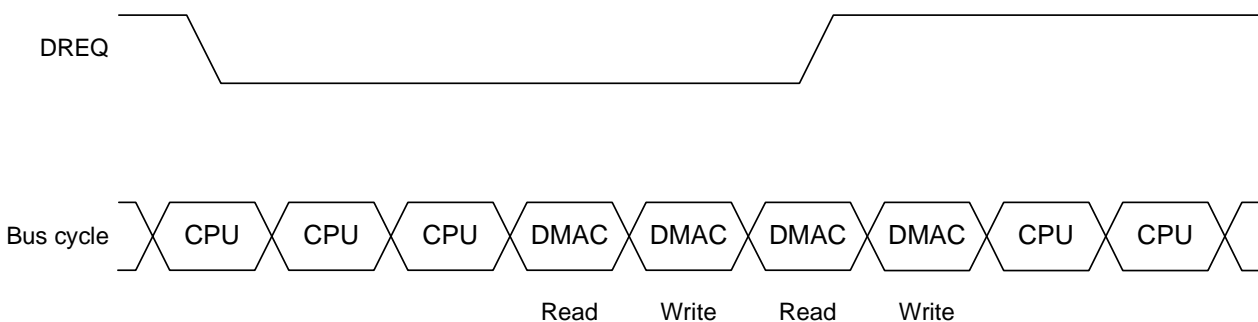 DREQ
Bus cycle CPU CPU CPU DMAC DMAC DMAC DMAC CPU CPU
Read Write Read Write